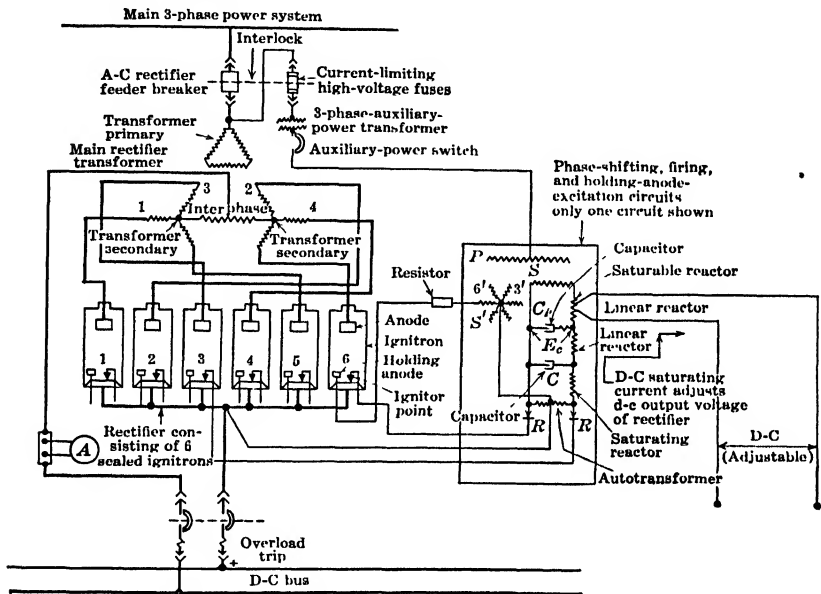 Main 3-phase power system
Interlock
A-C rectifier
feeder breaker
Current-limiting
high-voltage fuses
3-phase-auxiliary-
power transformer
Auxiliary-power switch
Transformer
primary
Main rectifier
transformer
3
2
1
Interphase
4
Transformer
secondary
Transformer
secondary
Phase-shifting, firing,
and holding-anode-
excitation circuits
only one circuit shown
P
S
Capacitor
Saturable reactor
Resistor
6'
3'
S'
Linear reactor
Linear
reactor
E_c
C
Anode
Ignitron
Holding
anode
Ignitor
point
1
2
3
4
5
6
D-C saturating
current adjusts
d-c output voltage
of rectifier
Capacitor
R
R
Saturating
reactor
Autotransformer
D-C
(Adjustable)
Rectifier con-
sisting of 6
sealed ignitrons
A
Overload
trip
+
D-C bus